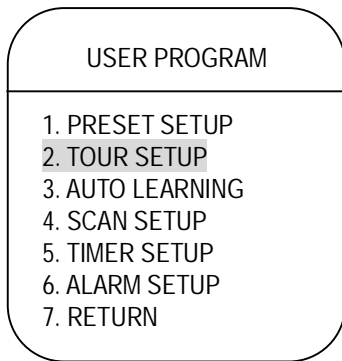 USER PROGRAM
1. PRESET SETUP
2. TOUR SETUP
3. AUTO LEARNING
4. SCAN SETUP
5. TIMER SETUP
6. ALARM SETUP
7. RETURN